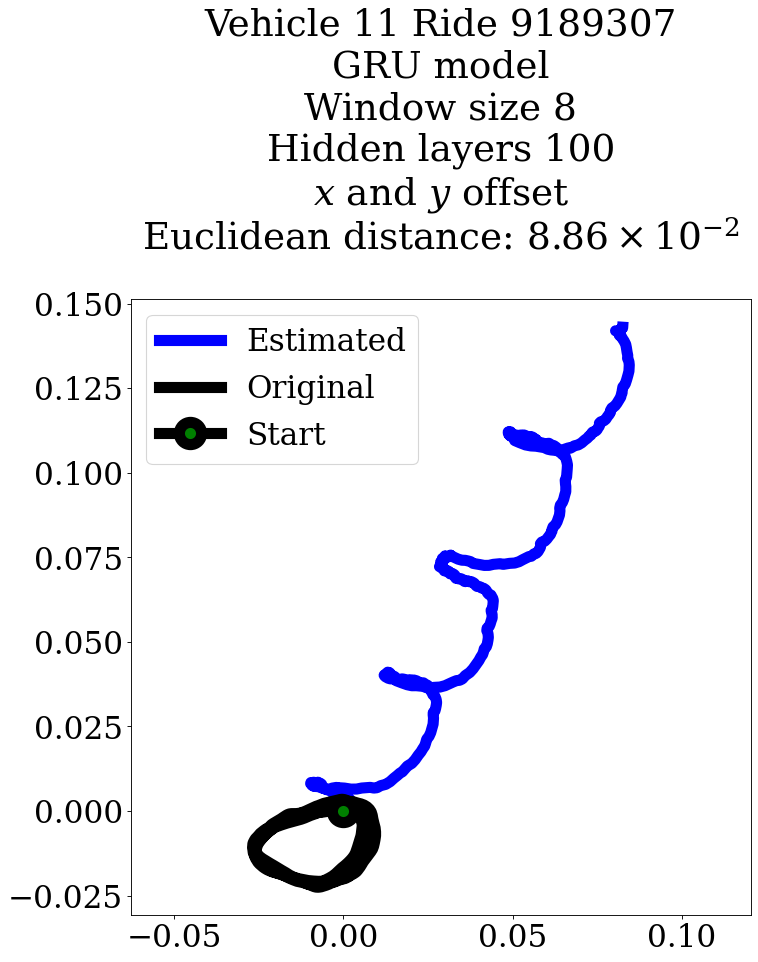 Vehicle 11 Ride 9189307
GRU model
Window size 8
Hidden layers 100
x and y offset
Euclidean distance: 8.86 × 10⁻²
0.150
0.125
0.100
0.075
0.050
0.025
0.000
−0.025
Estimated
Original
Start
−0.05 0.00 0.05 0.10